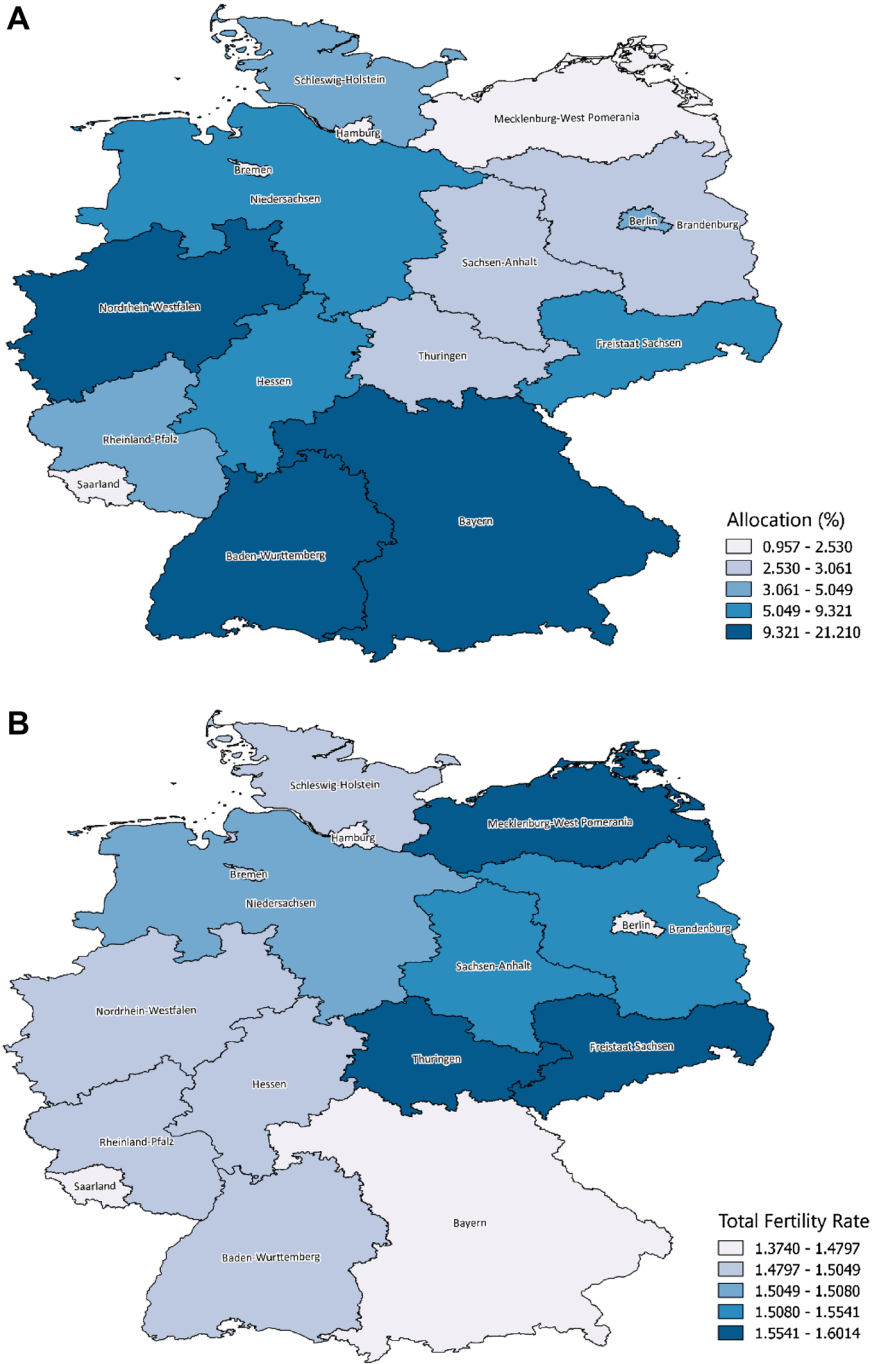 A
Schleswig-Holstein
Mecklenburg-West Pomerania
Hamburg
Bremen
Niedersachsen
Berlin
Brandenburg
Sachsen-Anhalt
Nordrhein-Westfalen
Freistaat Sachsen
Thuringen
Hessen
Rheinland-Pfalz
Saarland
Bayern
Baden-Wurttemberg
Allocation (%)
0.957 - 2.530
2.530 - 3.061
3.061 - 5.049
5.049 - 9.321
9.321 - 21.210
B
Schleswig-Holstein
Mecklenburg-West Pomerania
Hamburg
Bremen
Niedersachsen
Berlin
Brandenburg
Sachsen-Anhalt
Nordrhein-Westfalen
Freistaat Sachsen
Thuringen
Hessen
Rheinland-Pfalz
Saarland
Bayern
Baden-Wurttemberg
Total Fertility Rate
1.3740 - 1.4797
1.4797 - 1.5049
1.5049 - 1.5080
1.5080 - 1.5541
1.5541 - 1.6014